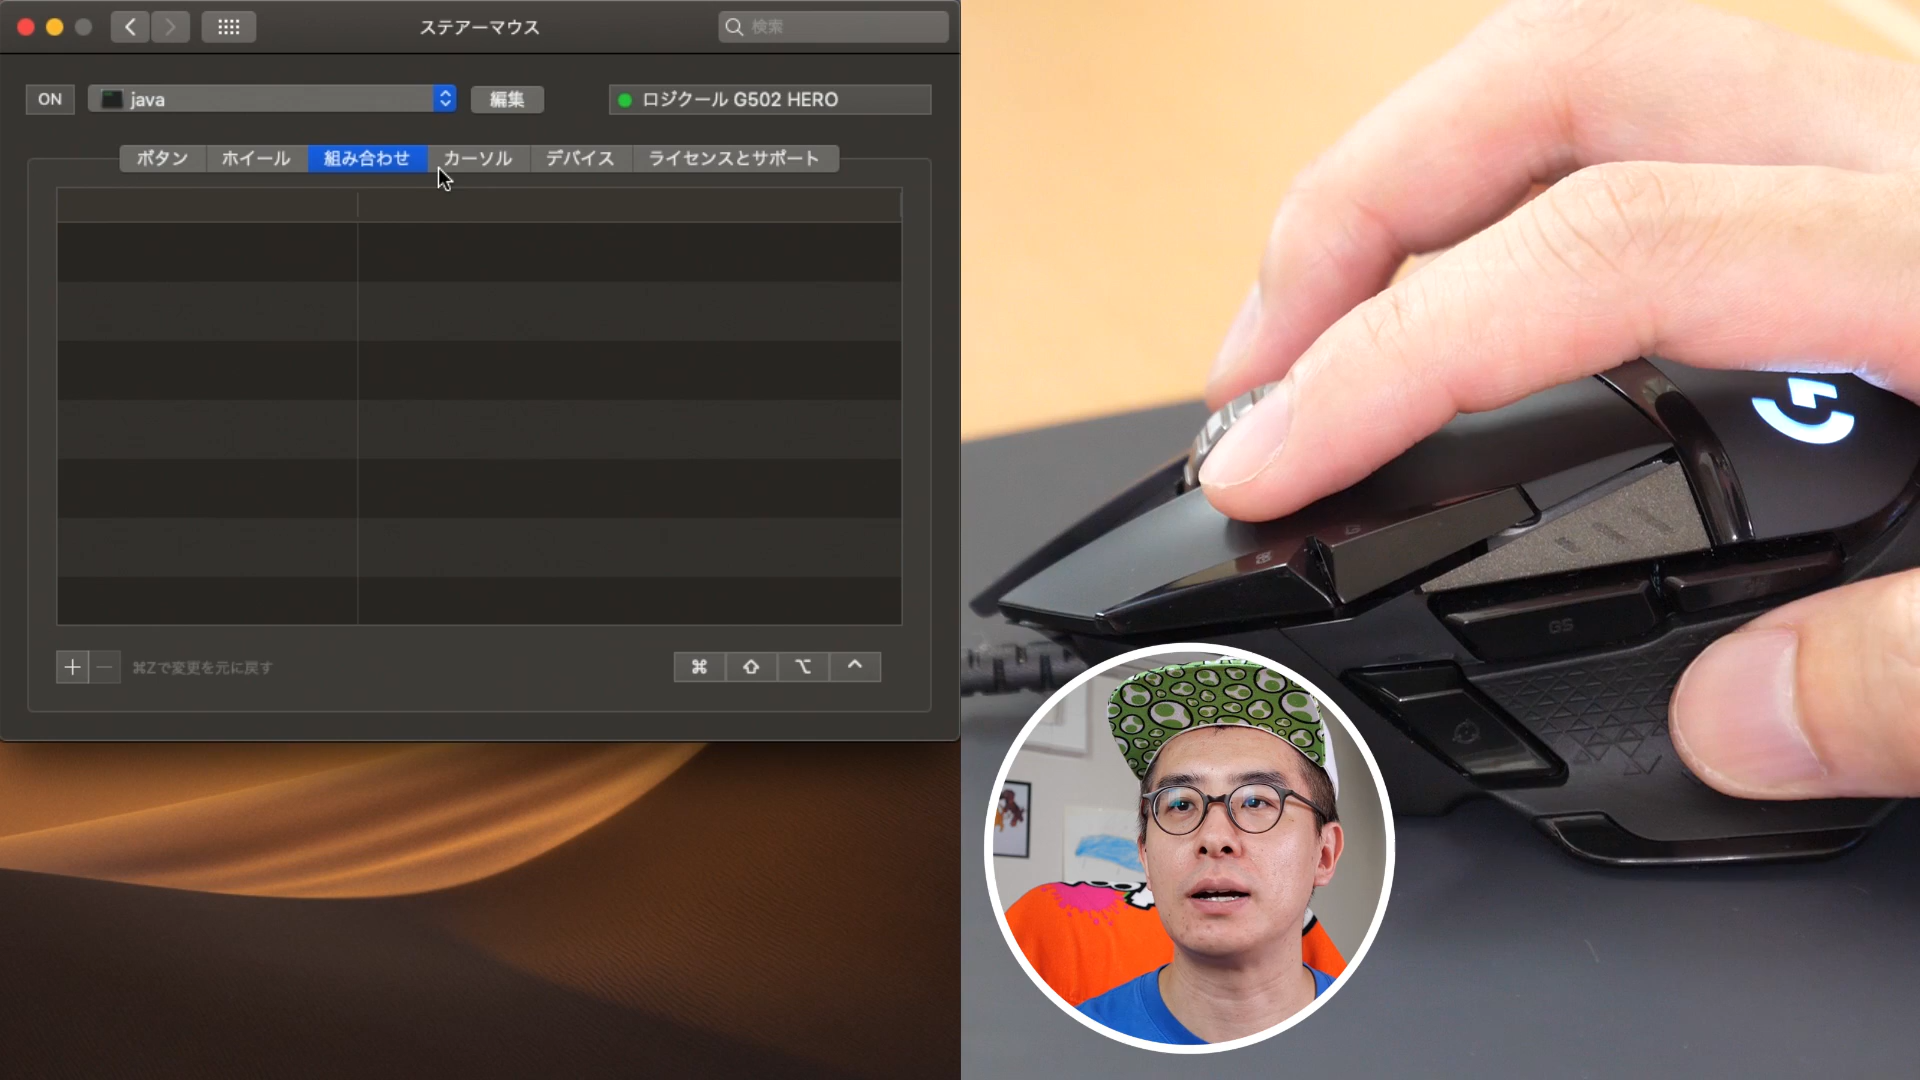 ステアーマウス
検索
ON
java
編集
ロジクール G502 HERO
ボタン
ホイール
組み合わせ
カーソル
デバイス
ライセンスとサポート
⌘Zで変更を元に戻す
⌘ ⇧ ⌥ ^
G5